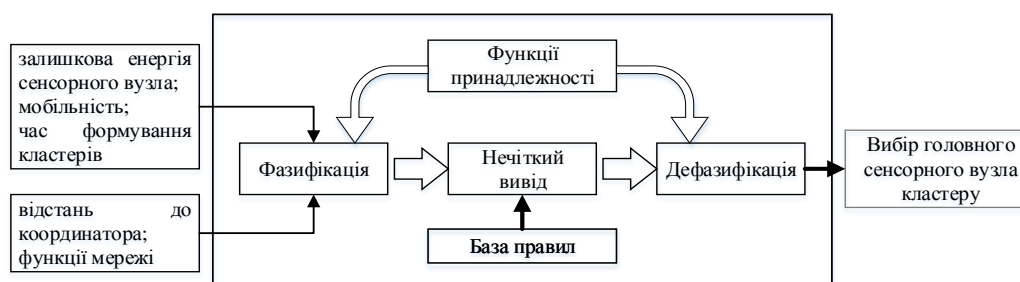 залишкова енергія
сенсорного вузла;
мобільність;
час формування
кластерів
відстань до
координатора;
функції мережі
Функції
принадлежності
Фазифікація
Нечіткий
вивід
Дефазифікація
База правил
Вибір головного
сенсорного вузла
кластеру